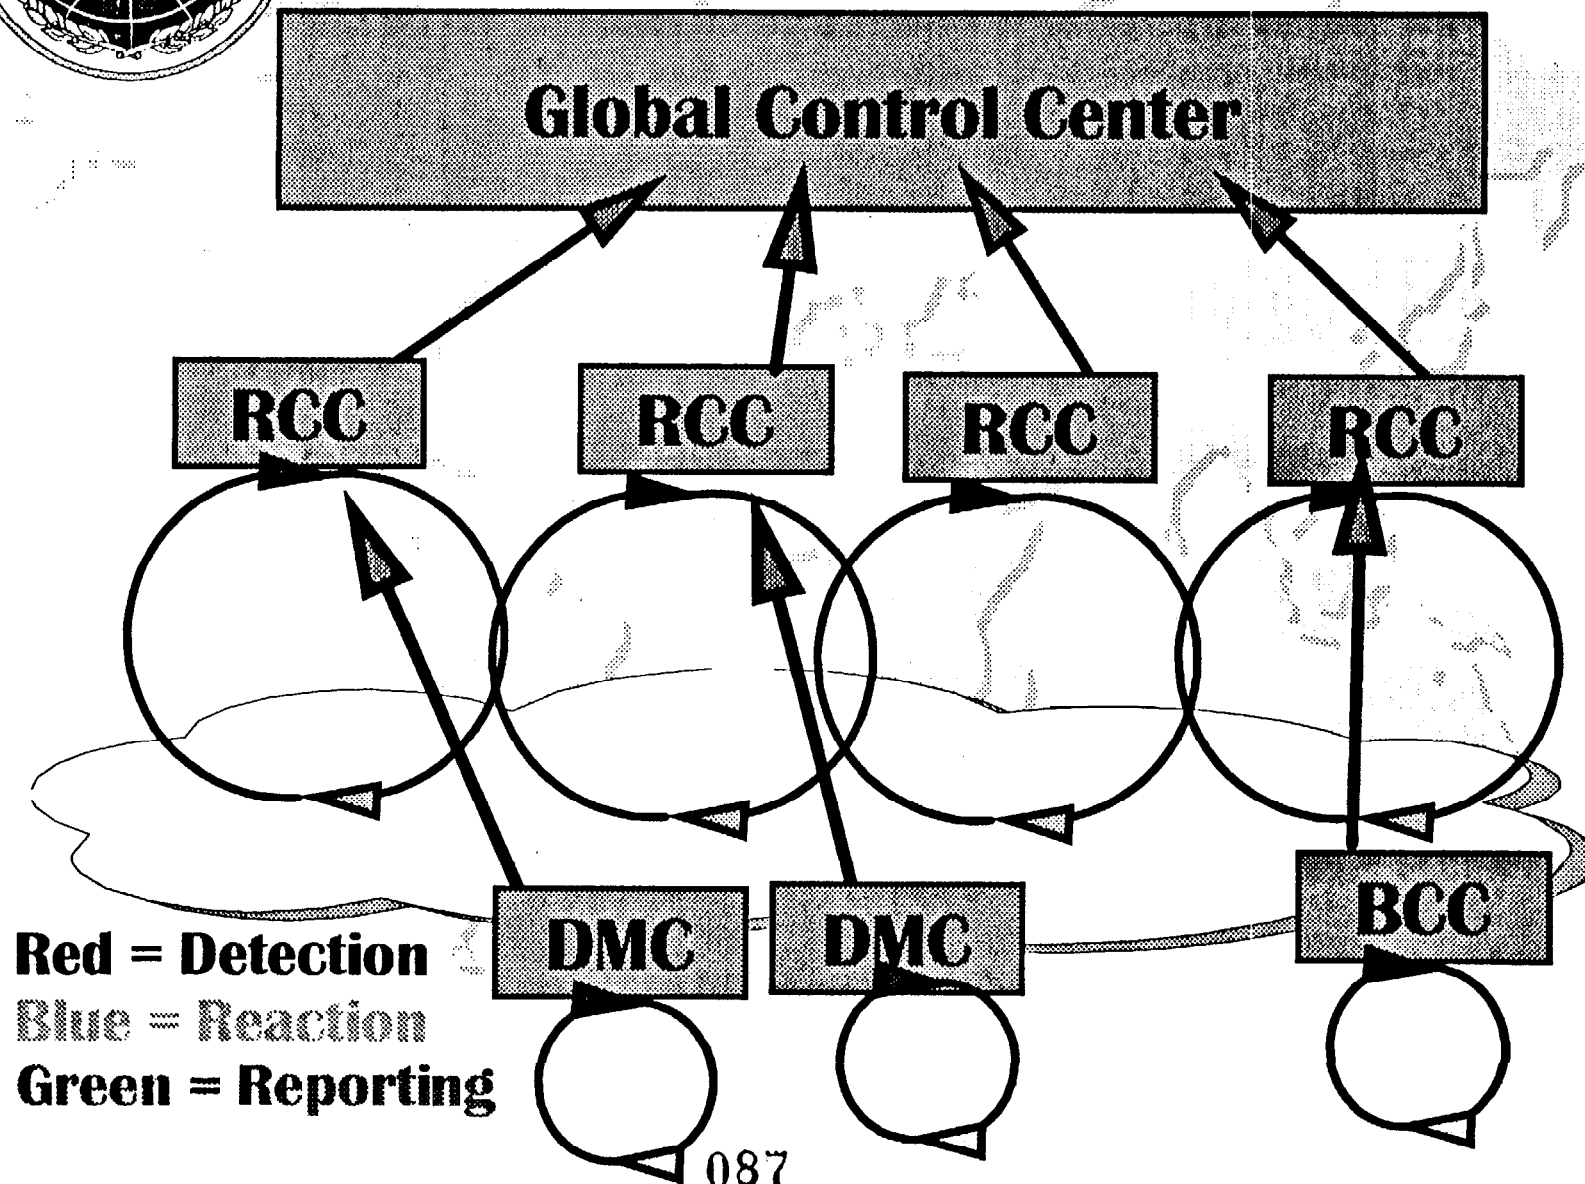 Global Control Center
RCC
RCC
RCC
RCC
DMC
DMC
BCC
Red = Detection
Blue = Reaction
Green = Reporting
087